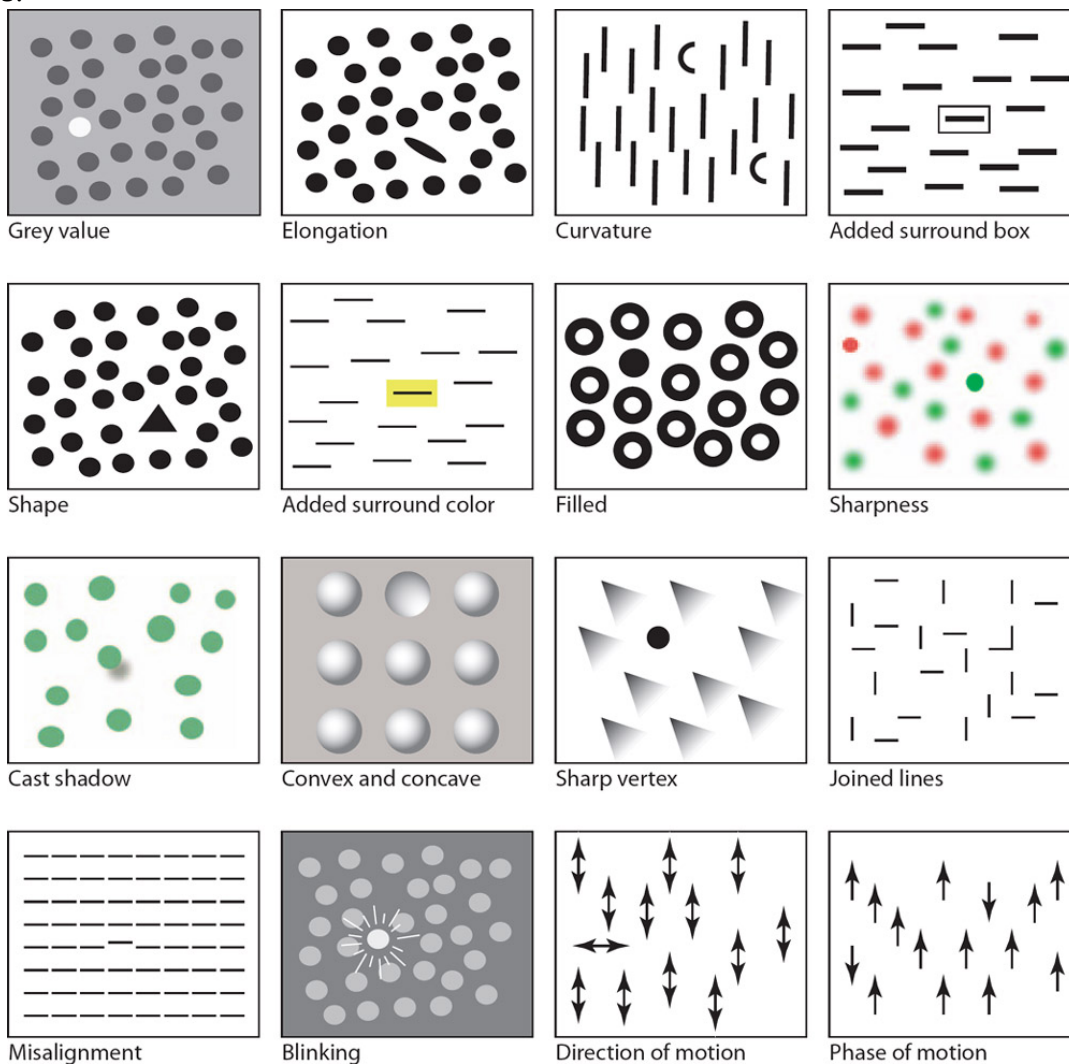 Grey value
Elongation
Curvature
Added surround box
Shape
Added surround color
Filled
Sharpness
Cast shadow
Convex and concave
Sharp vertex
Joined lines
Misalignment
Blinking
Direction of motion
Phase of motion